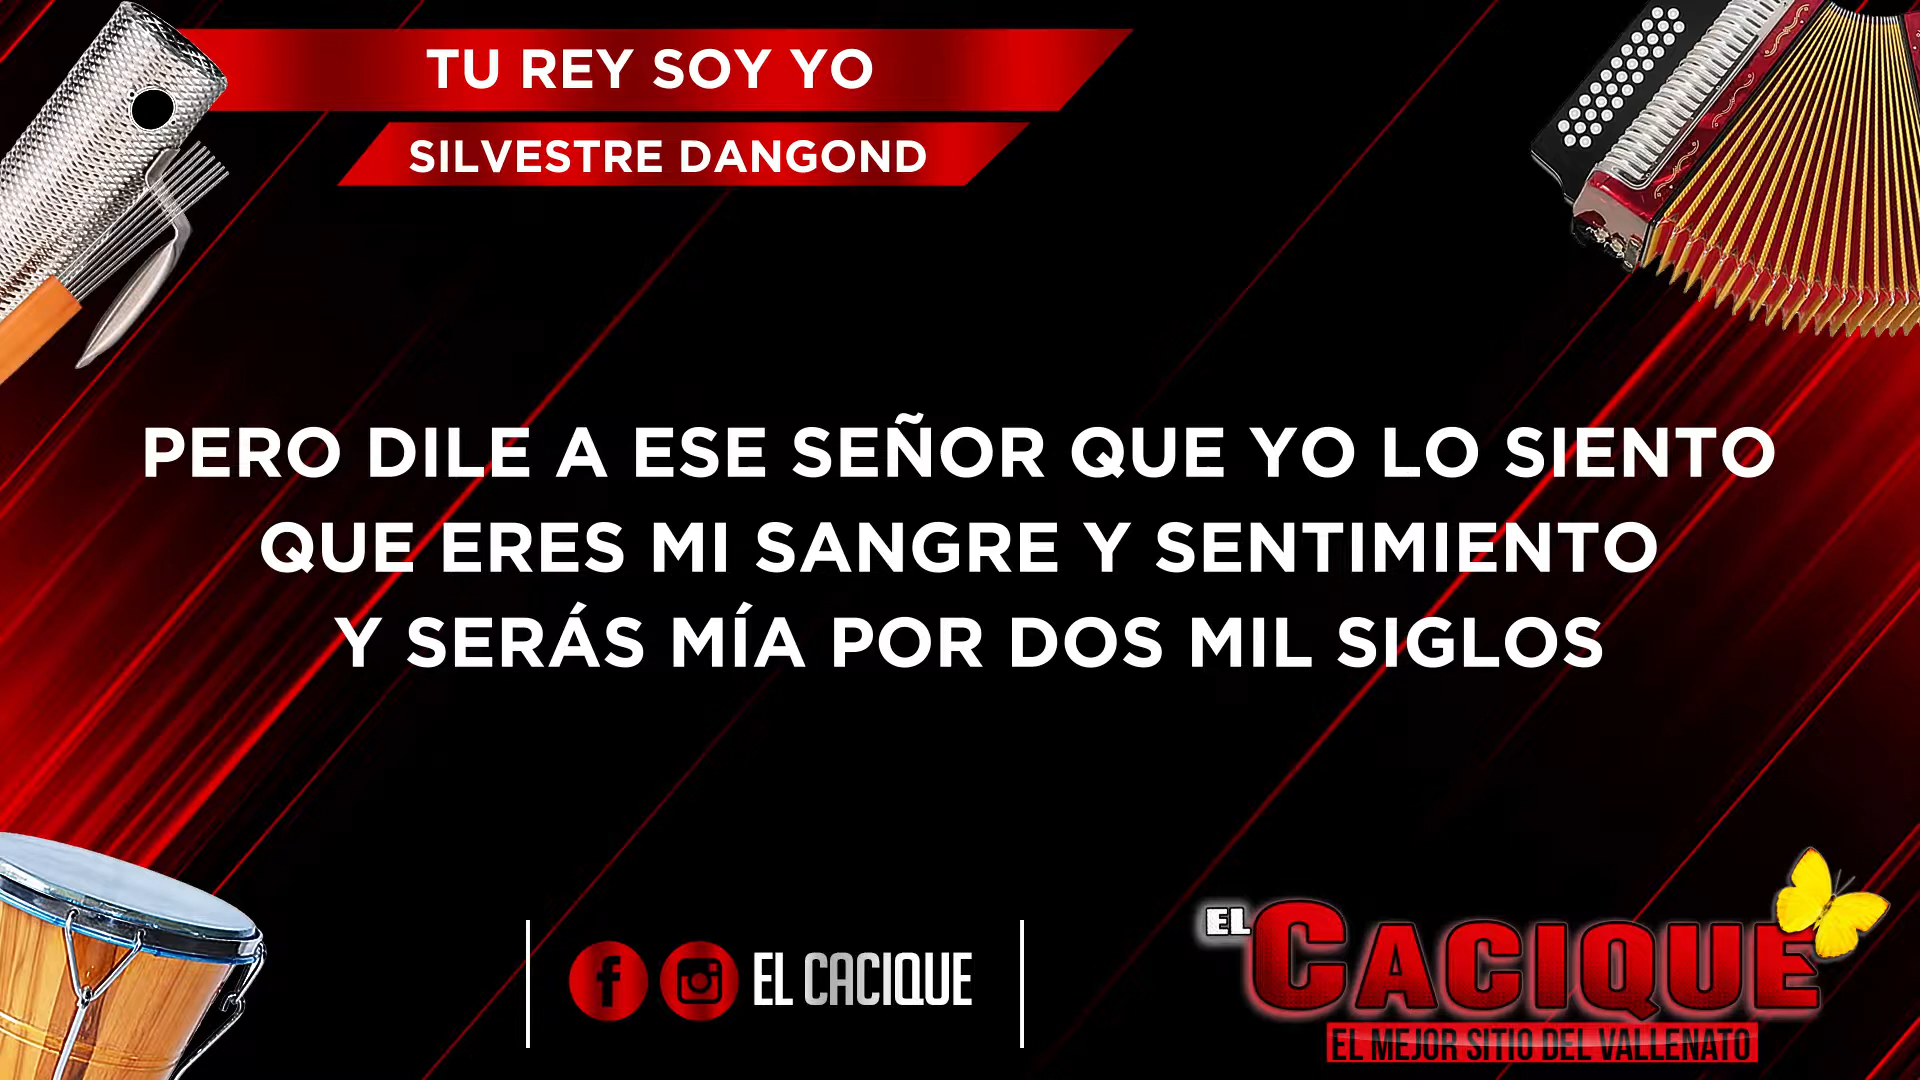 TU REY SOY YO
SILVESTRE DANGOND
PERO DILE A ESE SEÑOR QUE YO LO SIENTO
QUE ERES MI SANGRE Y SENTIMIENTO
Y SERÁS MÍA POR DOS MIL SIGLOS
EL CACIQUE
EL CACIQUE
EL MEJOR SITIO DEL VALLENATO